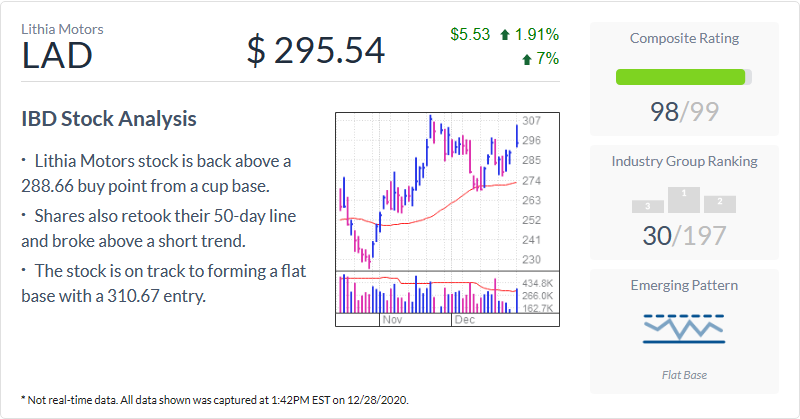 Lithia Motors
LAD
$ 295.54
$5.53 1.91%
7%
IBD Stock Analysis
· Lithia Motors stock is back above a
288.66 buy point from a cup base.
· Shares also retook their 50-day line
and broke above a short trend.
· The stock is on track to forming a flat
base with a 310.67 entry.
307
296
285
274
263
252
241
230
434.8K
266.0K
162.7K
Nov
Dec
Composite Rating
98/99
Industry Group Ranking
3
1
2
30/197
Emerging Pattern
Flat Base
* Not real-time data. All data shown was captured at 1:42PM EST on 12/28/2020.